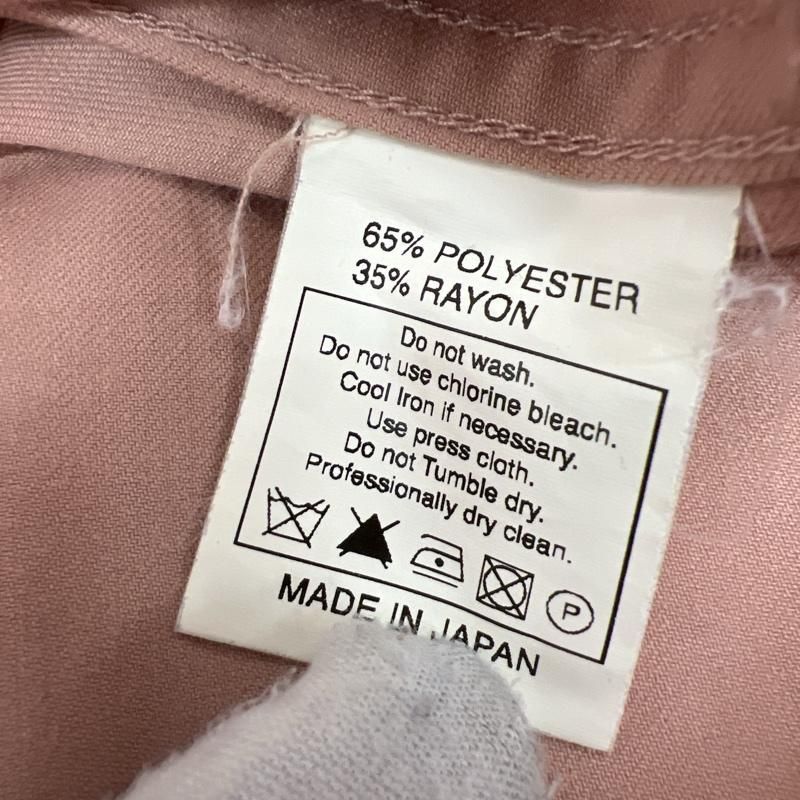 65% POLYESTER
35% RAYON
Do not wash.
Do not use chlorine bleach.
Cool Iron if necessary.
Use press cloth.
Do not Tumble dry.
Professionally dry clean.
P
MADE IN JAPAN